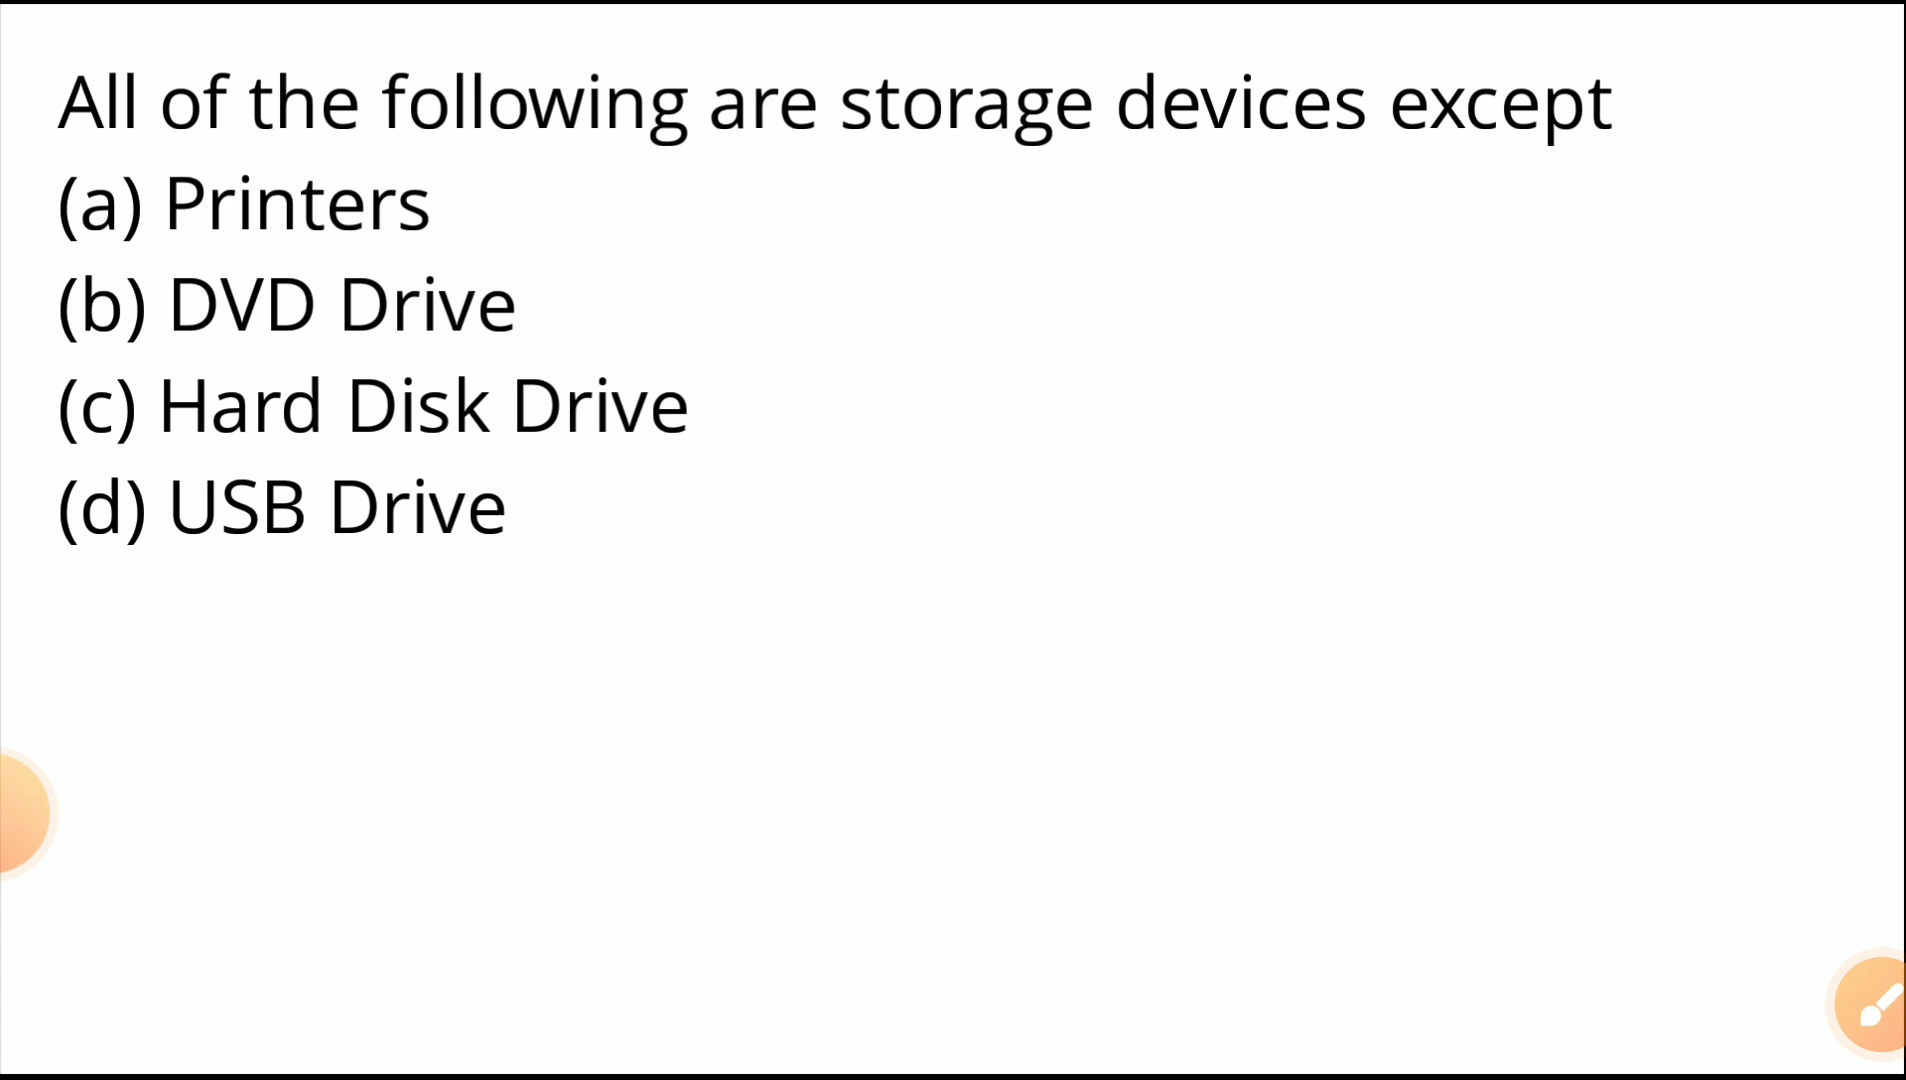 All of the following are storage devices except
(a) Printers
(b) DVD Drive
(c) Hard Disk Drive
(d) USB Drive